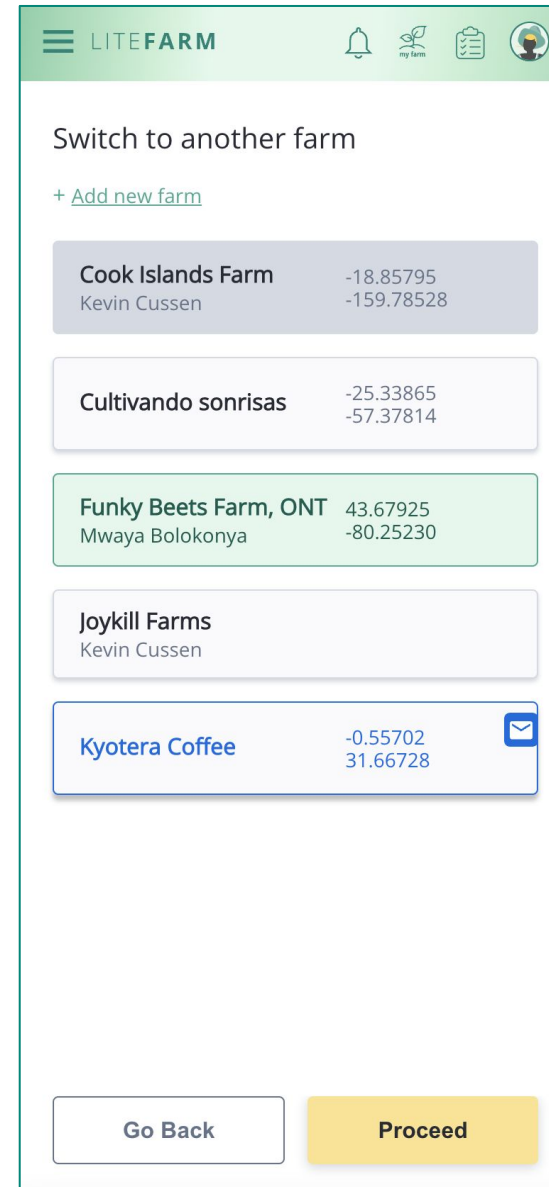 LITEFARM
my farm
Switch to another farm
+ Add new farm
Cook Islands Farm
Kevin Cussen
-18.85795
-159.78528
Cultivando sonrisas
-25.33865
-57.37814
Funky Beets Farm, ONT
Mwaya Bolokonya
43.67925
-80.25230
Joykill Farms
Kevin Cussen
Kyotera Coffee
-0.55702
31.66728
Go Back
Proceed